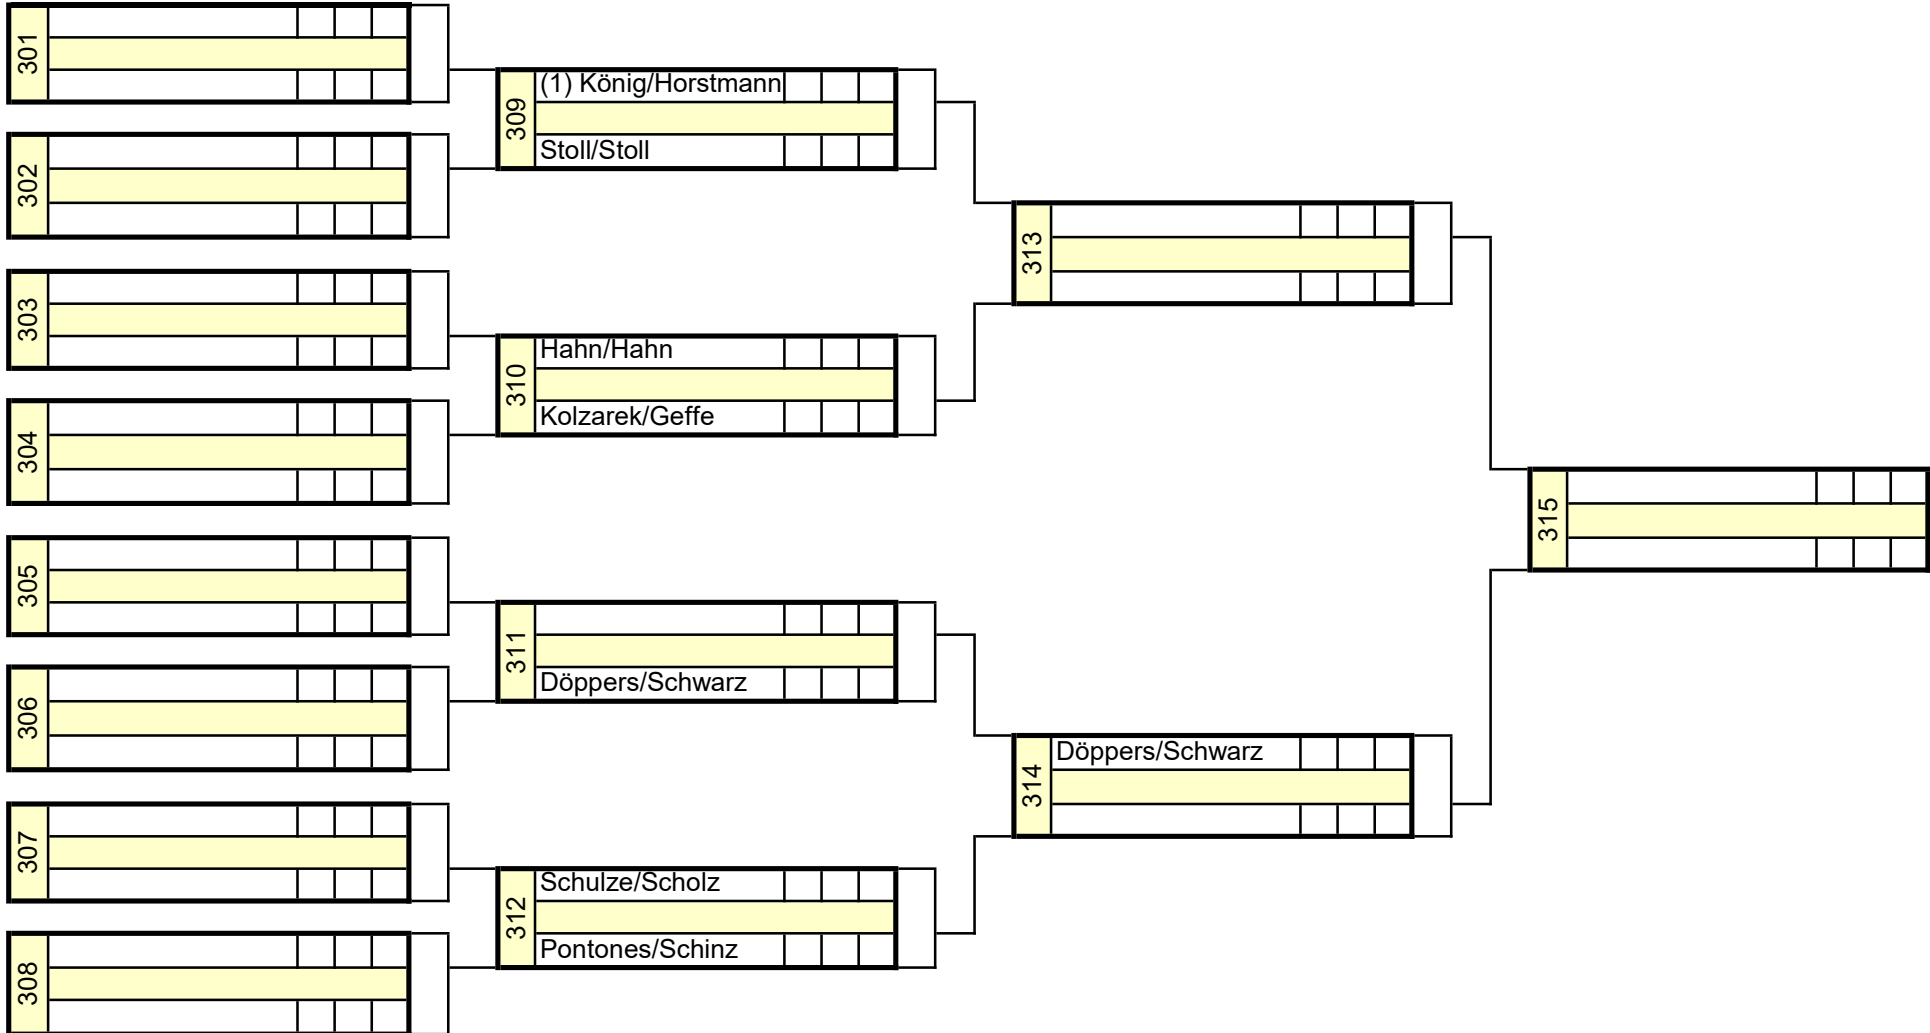 301
302
303
304
305
306
307
308
309
(1) König/Horstmann
Stoll/Stoll
310
Hahn/Hahn
Kolzarek/Geffe
311
Döppers/Schwarz
312
Schulze/Scholz
Pontones/Schinz
313
314
Döppers/Schwarz
315